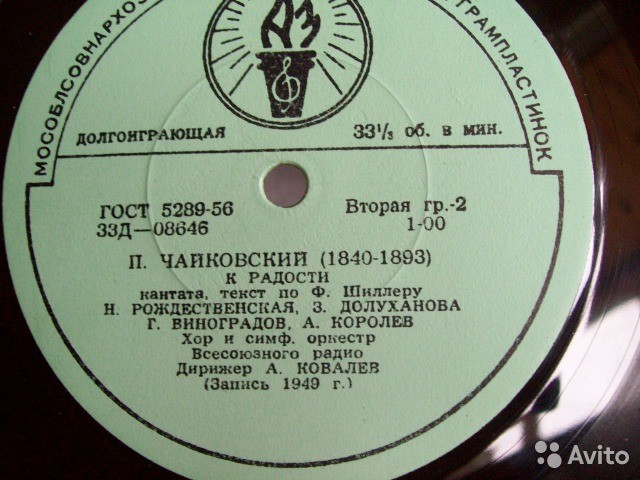 МОСОБЛСОВНАРХОЗ
ГРАМПЛАСТИНОК
АЗ
ДОЛГОИГРАЮЩАЯ 33⅓ об. в мин.
ГОСТ 5289-56 Вторая гр.-2
33Д—08646 1-00
П. ЧАЙКОВСКИЙ (1840-1893)
К РАДОСТИ
кантата, текст по Ф. Шиллеру
Н. РОЖДЕСТВЕНСКАЯ, З. ДОЛУХАНОВА
Г. ВИНОГРАДОВ, А. КОРОЛЕВ
Хор и симф. оркестр
Всесоюзного радио
Дирижер А. КОВАЛЕВ
(Запись 1949 г.)
Avito